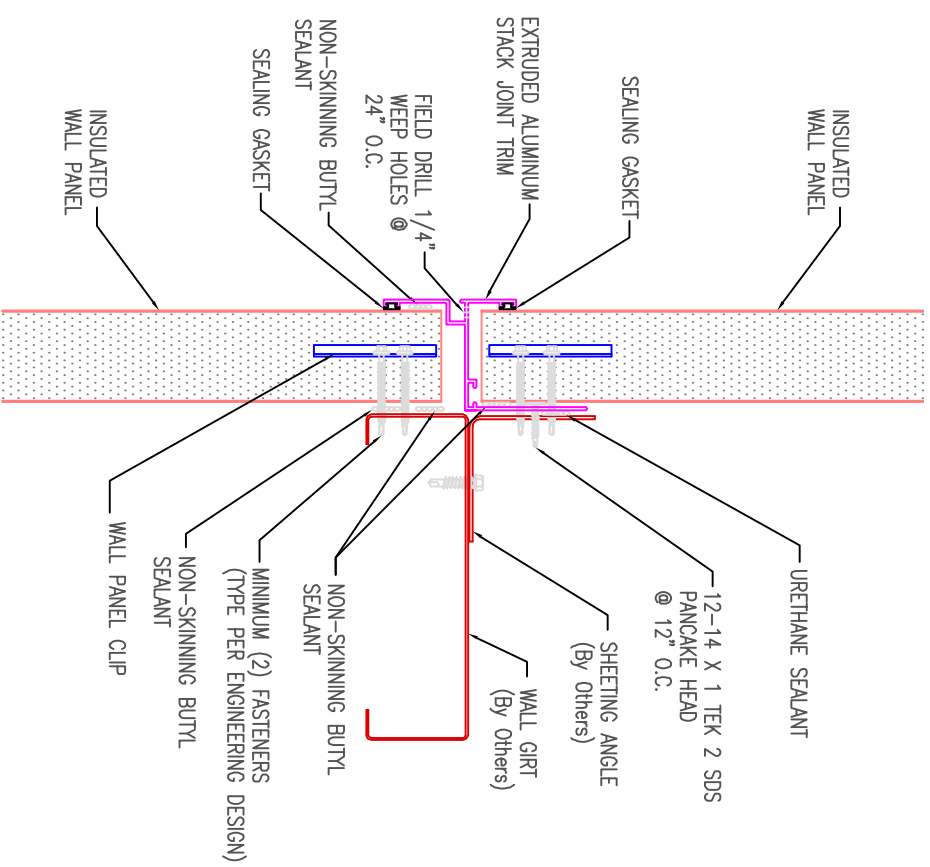 INSULATED
WALL PANEL
SEALING GASKET
EXTRUDED ALUMINUM
STACK JOINT TRIM
FIELD DRILL 1/4"
WEEP HOLES @
24" O.C.
NON-SKINNING BUTYL
SEALANT
SEALING GASKET
INSULATED
WALL PANEL
URETHANE SEALANT
12-14 X 1 TEK 2 SDS
PANCAKE HEAD
@ 12" O.C.
SHEETING ANGLE
(By Others)
WALL GIRT
(By Others)
NON-SKINNING BUTYL
SEALANT
MINIMUM (2) FASTENERS
(TYPE PER ENGINEERING DESIGN)
NON-SKINNING BUTYL
SEALANT
WALL PANEL CLIP